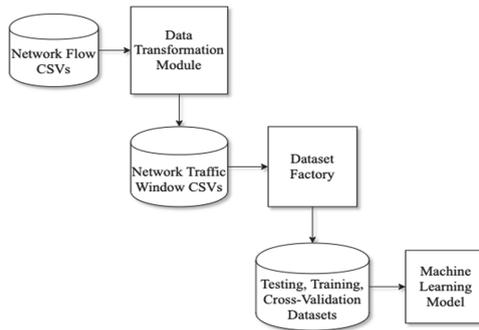 Network Flow
CSVs
Data
Transformation
Module
Network Traffic
Window CSVs
Dataset
Factory
Testing, Training,
Cross-Validation
Datasets
Machine
Learning
Model